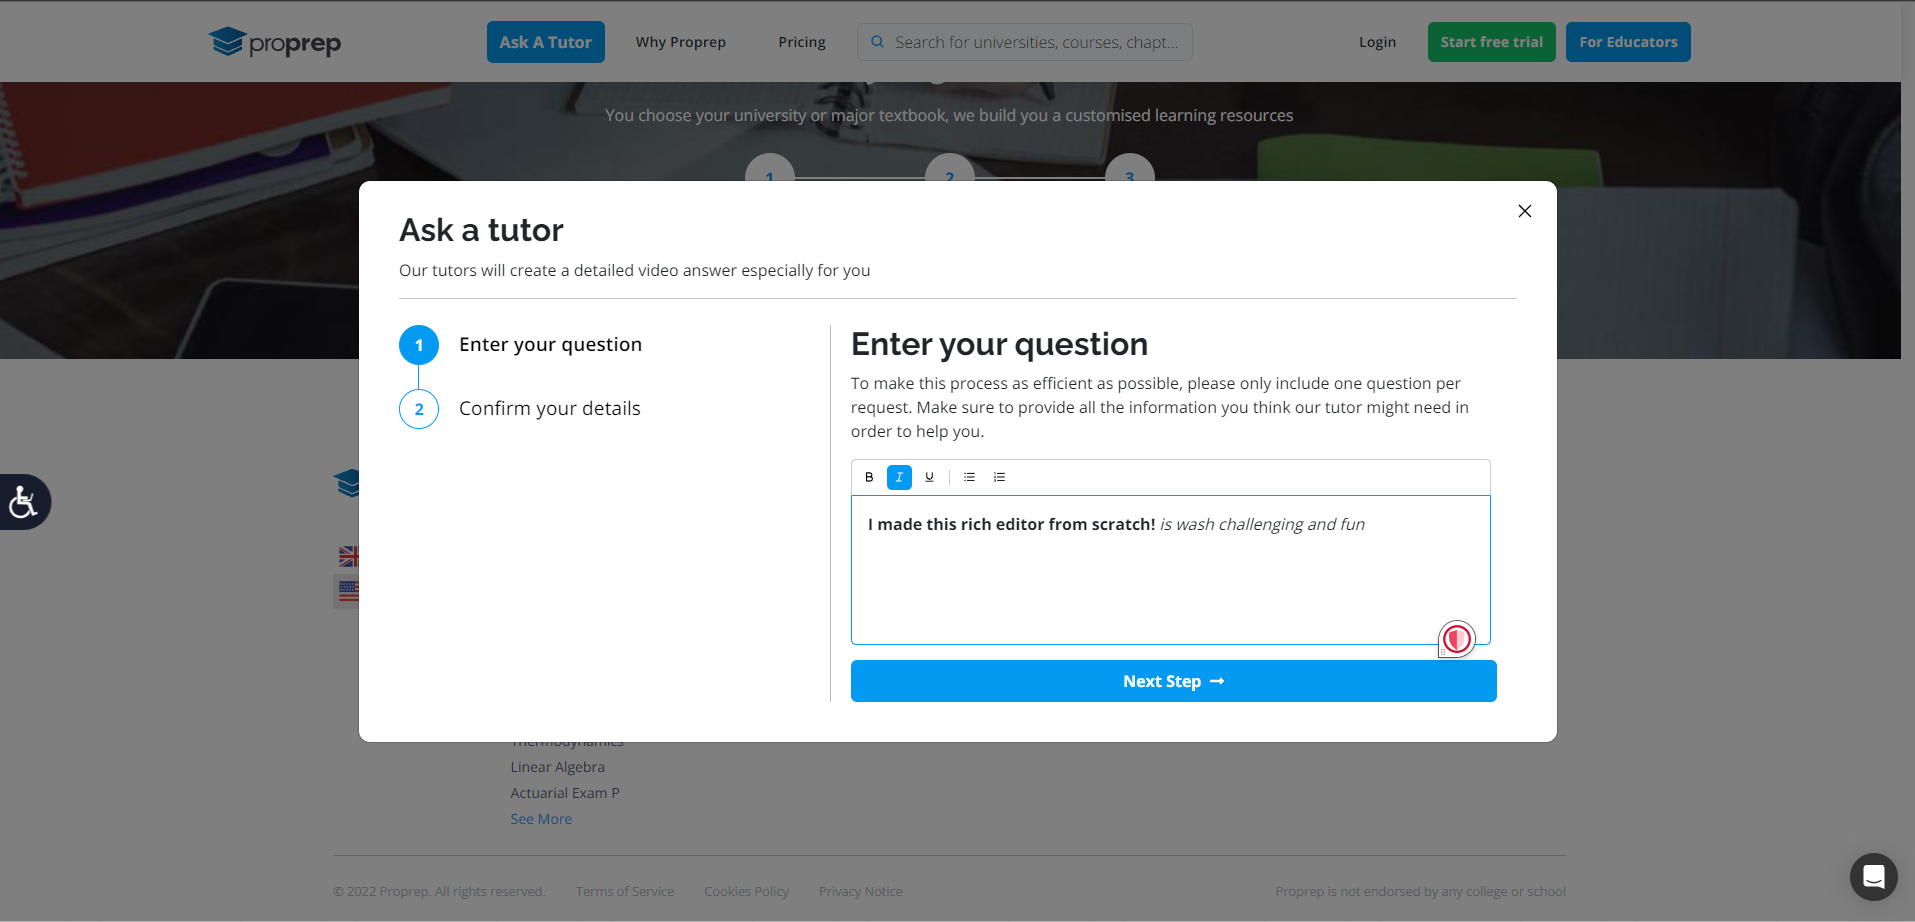 proprep
Ask A Tutor
Why Proprep
Pricing
Search for universities, courses, chapt...
Login
Start free trial
For Educators
You choose your university or major textbook, we build you a customised learning resources
1
2
3
Ask a tutor
Our tutors will create a detailed video answer especially for you
1
Enter your question
2
Confirm your details
Enter your question
To make this process as efficient as possible, please only include one question per
request. Make sure to provide all the information you think our tutor might need in
order to help you.
B I U
I made this rich editor from scratch! is wash challenging and fun
Next Step →
Thermodynamics
Linear Algebra
Actuarial Exam P
See More
© 2022 Proprep. All rights reserved.
Terms of Service
Cookies Policy
Privacy Notice
Proprep is not endorsed by any college or school